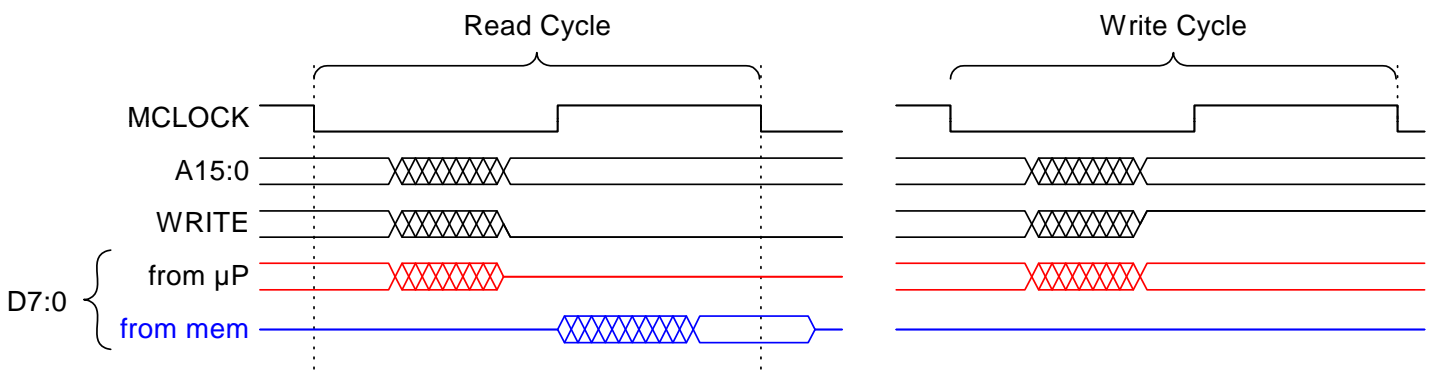 Read Cycle
Write Cycle
MCLOCK
A15:0
WRITE
from µP
D7:0
from mem